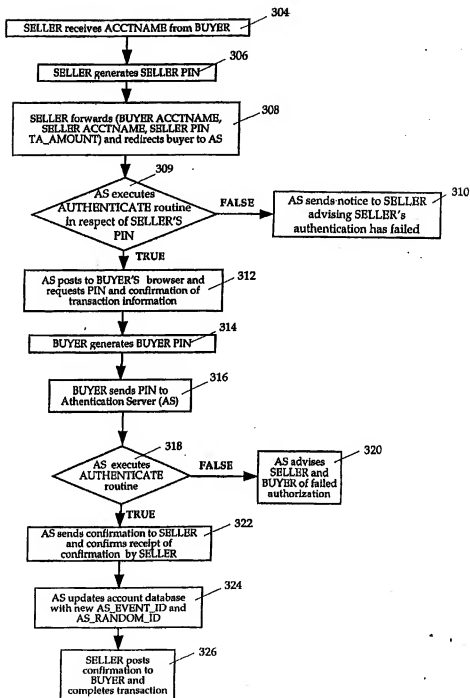 304
SELLER receives ACCTNAME from BUYER
306
SELLER generates SELLER PIN
308
SELLER forwards (BUYER ACCTNAME,
SELLER ACCTNAME, SELLER PIN
TA_AMOUNT) and redirects buyer to AS
309
AS executes
AUTHENTICATE routine
in respect of SELLER'S
PIN
FALSE
310
AS sends notice to SELLER
advising SELLER's
authentication has failed
TRUE
312
AS posts to BUYER'S browser and
requests PIN and confirmation of
transaction information
314
BUYER generates BUYER PIN
316
BUYER sends PIN to
Athentication Server (AS)
318
AS executes
AUTHENTICATE
routine
FALSE
320
AS advises
SELLER and
BUYER of failed
authorization
TRUE
322
AS sends confirmation to SELLER
and confirms receipt of
confirmation by SELLER
324
AS updates account database
with new AS_EVENT_ID and
AS_RANDOM_ID
326
SELLER posts
confirmation to
BUYER and
completes transaction